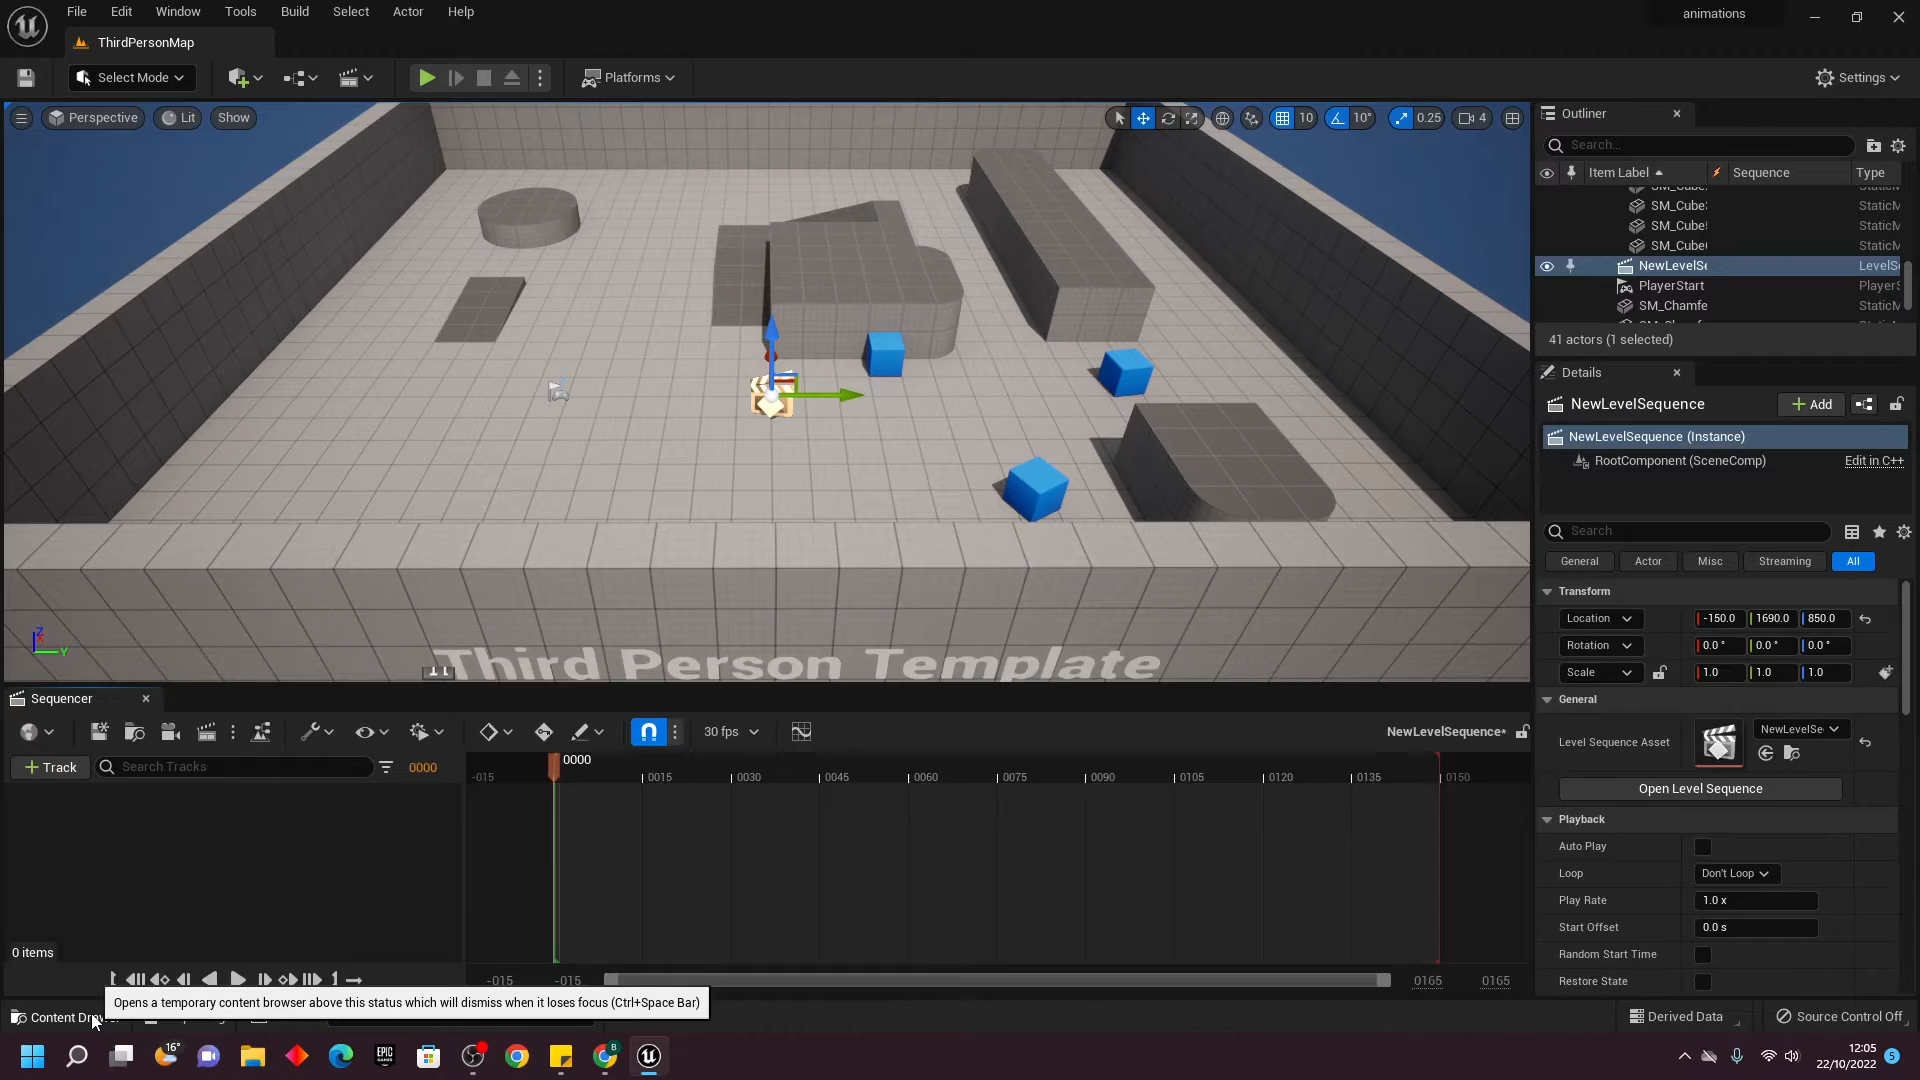 File Edit Window Tools Build Select Actor Help
animations
ThirdPersonMap
Select Mode
Platforms
Settings
Perspective Lit Show
10 10° 0.25 4
Outliner
Search...
Item Label Sequence Type
SM_Cube StaticM
SM_Cube StaticM
SM_Cube StaticM
NewLevelSe LevelSe
PlayerStart PlayerS
SM_Chamfe StaticM
41 actors (1 selected)
Details
NewLevelSequence
Add
NewLevelSequence (Instance)
RootComponent (SceneComp) Edit in C++
Search
General Actor Misc Streaming All
Transform
Location -150.0 1690.0 850.0
Rotation 0.0° 0.0° 0.0°
Scale 1.0 1.0 1.0
General
Level Sequence Asset
NewLevelSe
Open Level Sequence
Playback
Auto Play
Loop Don't Loop
Play Rate 1.0 x
Start Offset 0.0 s
Random Start Time
Restore State
Z
Y
Third Person Template
Sequencer
30 fps
NewLevelSequence*
Track
Search Tracks
0000
0000
-015 0015 0030 0045 0060 0075 0090 0105 0120 0135 0150
0 items
-015 -015 0165 0165
Opens a temporary content browser above this status which will dismiss when it loses focus (Ctrl+Space Bar)
Content Drawer
Derived Data
Source Control Off
16°
EPIC GAMES
B
12:05
22/10/2022
5